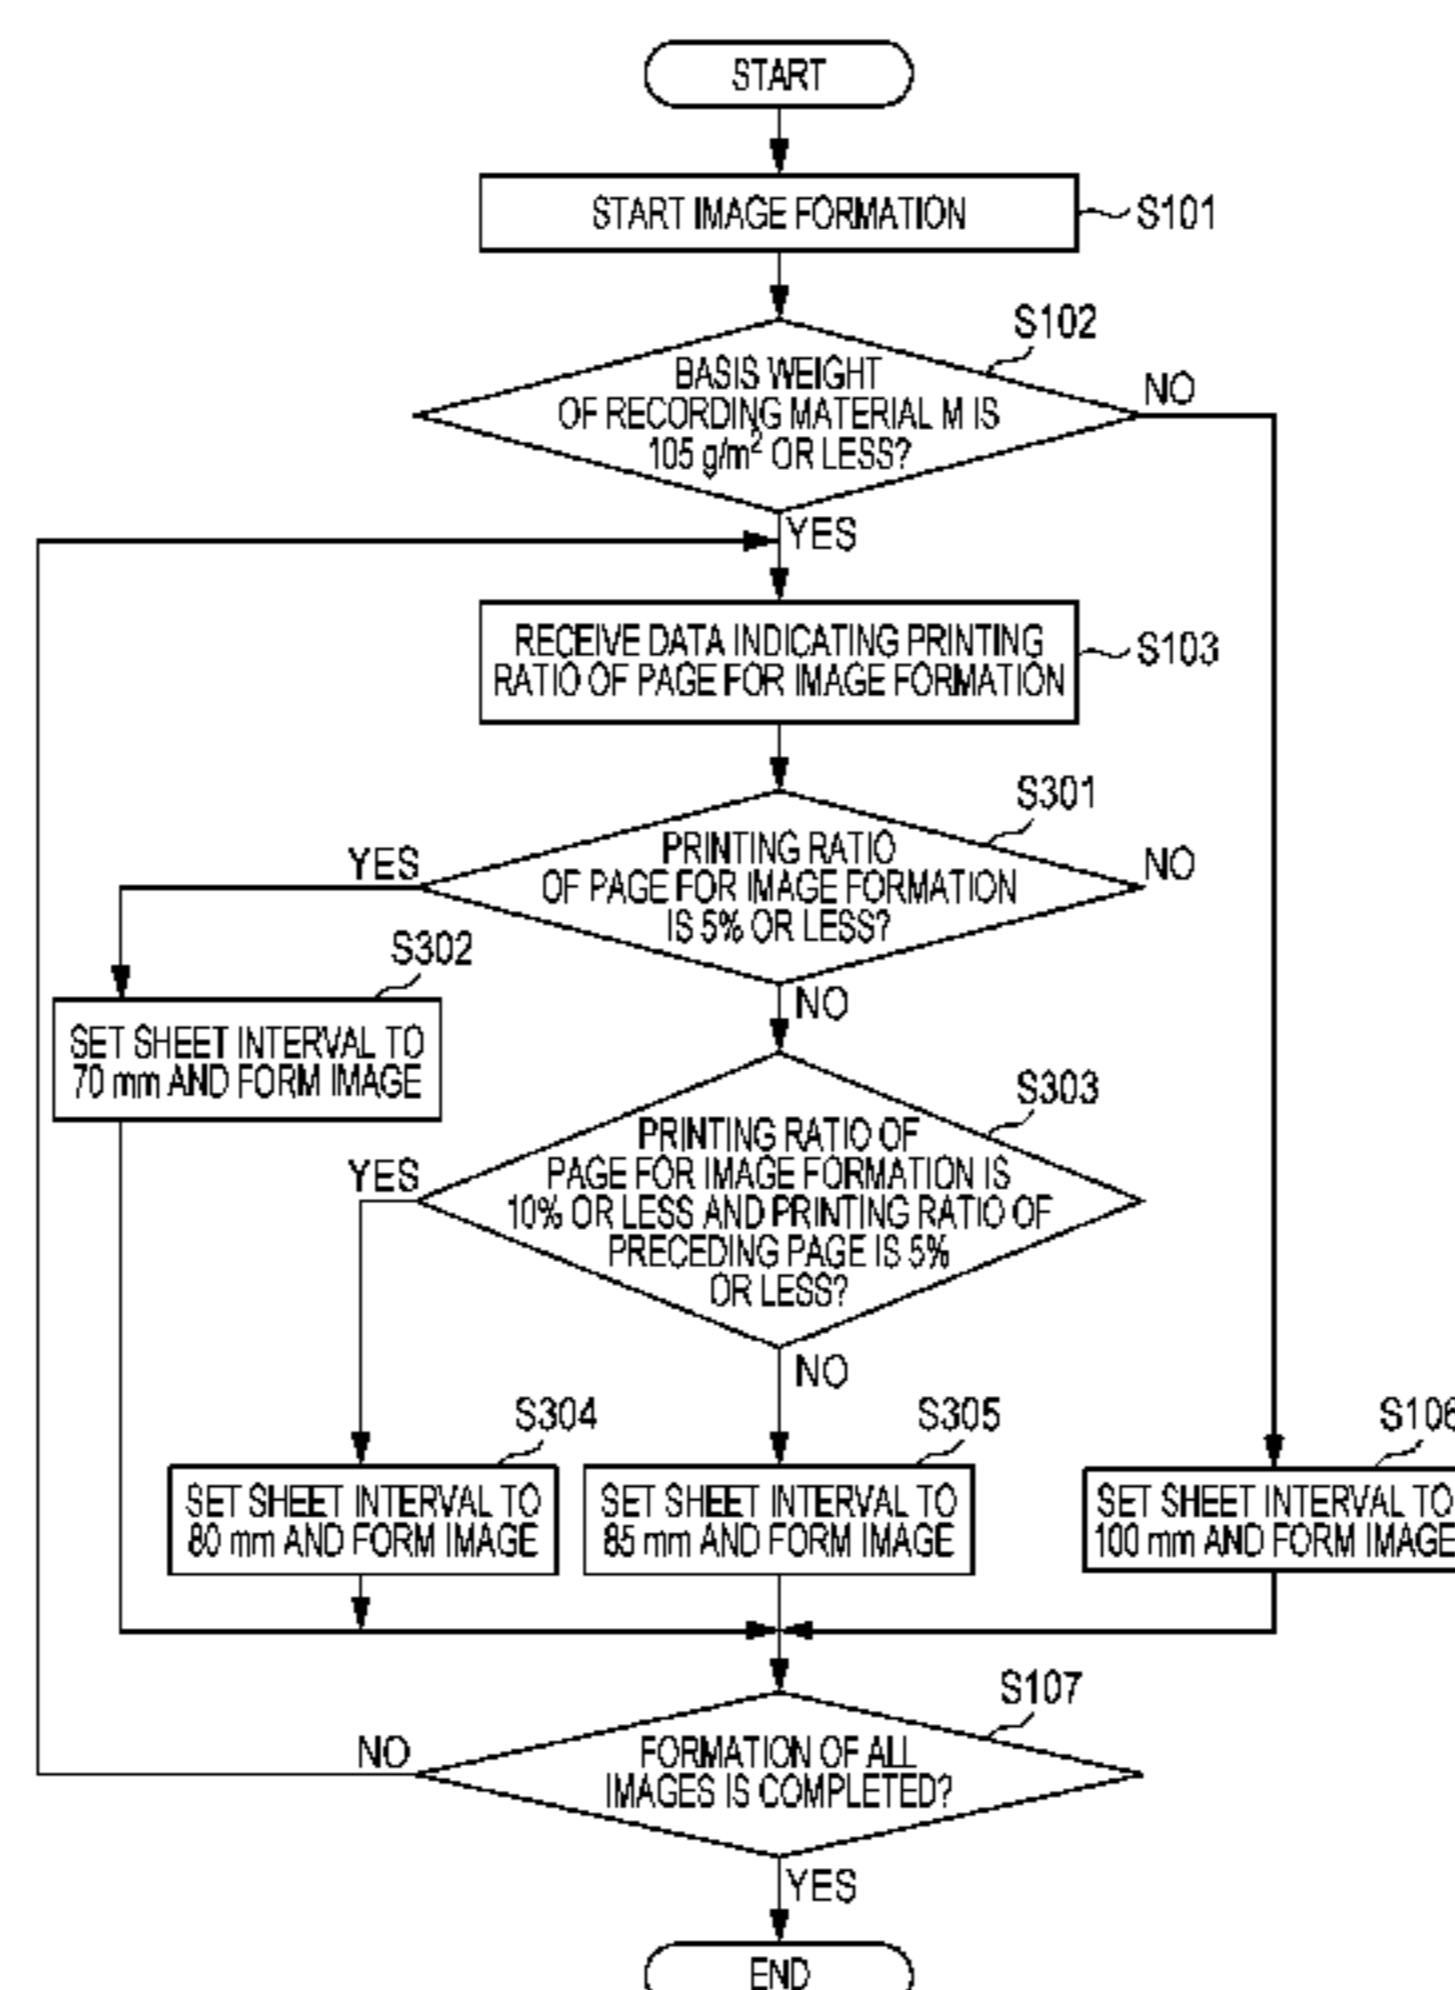 START
START IMAGE FORMATION
S101
S102
BASIS WEIGHT
OF RECORDING MATERIAL M IS
105 g/m² OR LESS?
NO
YES
RECEIVE DATA INDICATING PRINTING
RATIO OF PAGE FOR IMAGE FORMATION
S103
S301
YES
PRINTING RATIO
OF PAGE FOR IMAGE FORMATION
IS 5% OR LESS?
NO
NO
S302
SET SHEET INTERVAL TO
70 mm AND FORM IMAGE
S303
YES
PRINTING RATIO OF
PAGE FOR IMAGE FORMATION IS
10% OR LESS AND PRINTING RATIO OF
PRECEDING PAGE IS 5%
OR LESS?
NO
S304
SET SHEET INTERVAL TO
80 mm AND FORM IMAGE
S305
SET SHEET INTERVAL TO
85 mm AND FORM IMAGE
S106
SET SHEET INTERVAL TO
100 mm AND FORM IMAGE
S107
NO
FORMATION OF ALL
IMAGES IS COMPLETED?
YES
END